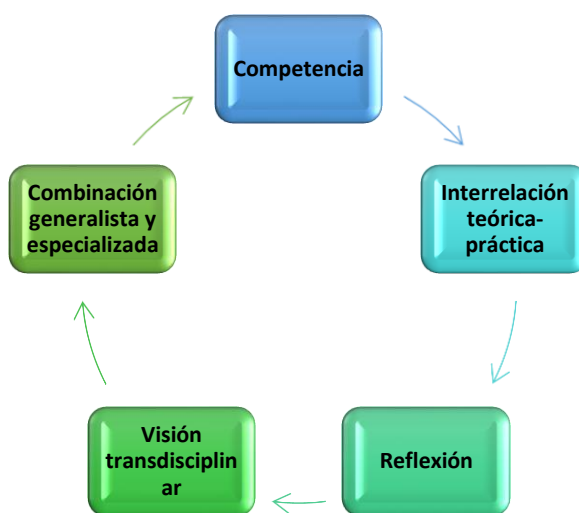 Competencia
Combinación
generalista y
especializada
Interrelación
teórica-
práctica
Visión
transdisciplin
ar
Reflexión